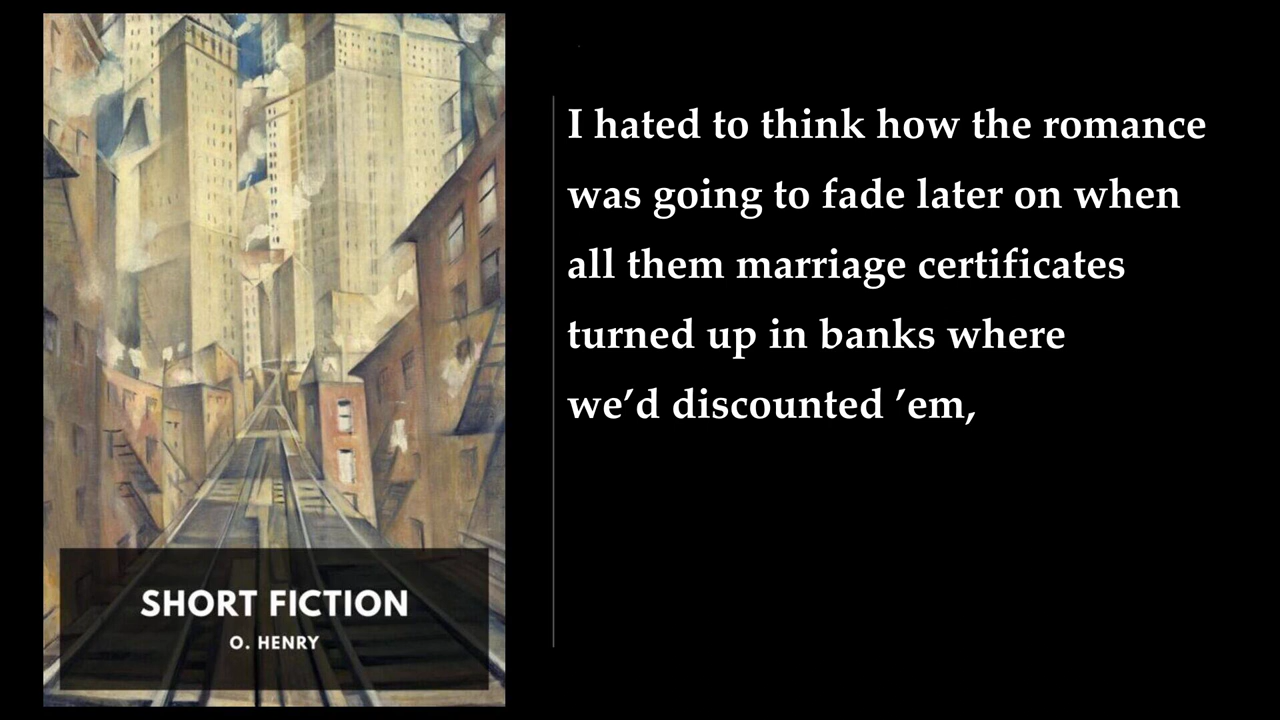 SHORT FICTION
O. HENRY
I hated to think how the romance
was going to fade later on when
all them marriage certificates
turned up in banks where
we’d discounted ’em,